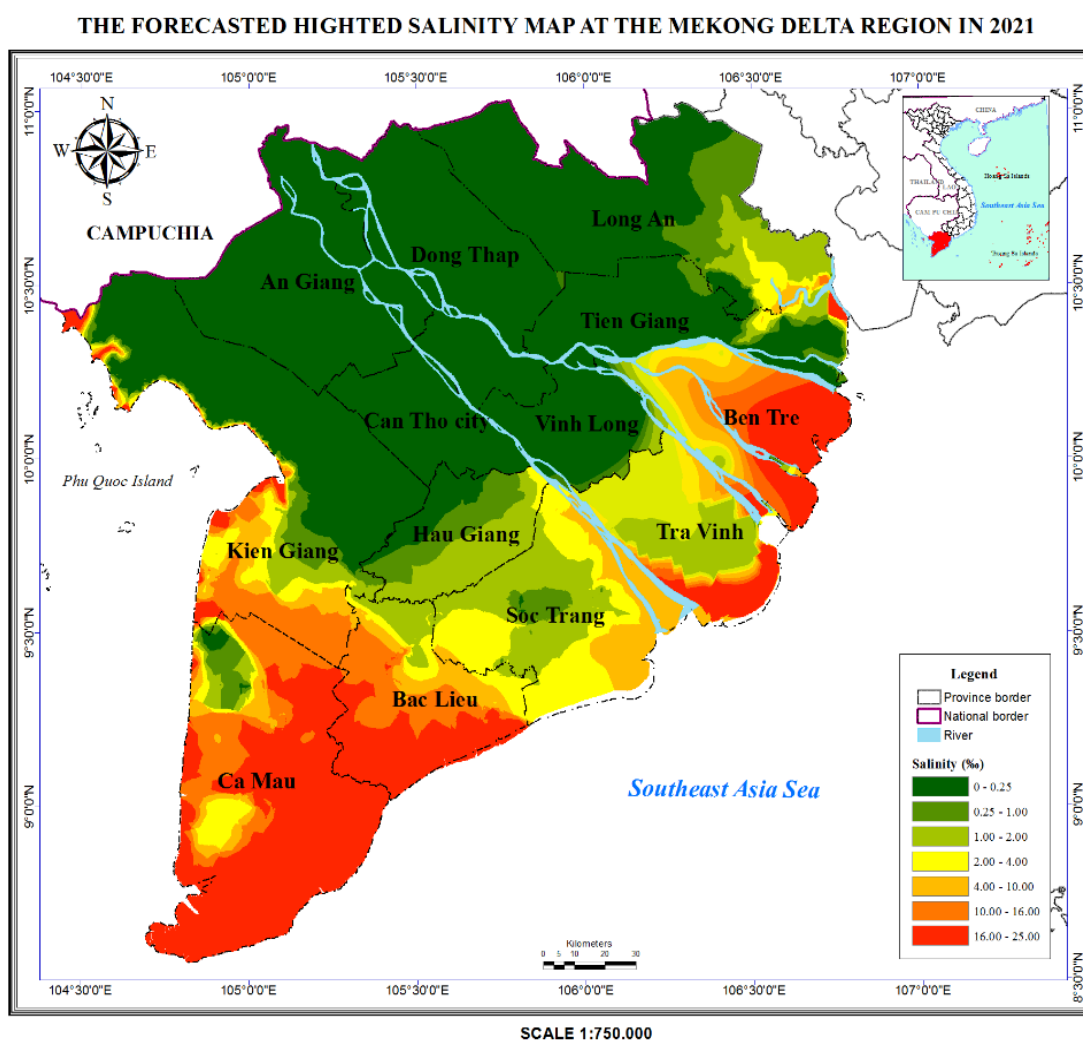 THE FORECASTED HIGHTED SALINITY MAP AT THE MEKONG DELTA REGION IN 2021
104°30'0"E 105°0'0"E 105°30'0"E 106°0'0"E 106°30'0"E 107°0'0"E
11°0'0"N
10°30'0"N
10°0'0"N
9°30'0"N
9°0'0"N
11°0'0"N
10°30'0"N
10°0'0"N
9°30'0"N
9°0'0"N
8°30'0"N
N
W E
S
CHINA
THAILAND
CAM PU CHIA
Southeast Asia Sea
CAMPUCHIA
Long An
Dong Thap
An Giang
Tien Giang
Can Tho city
Vinh Long
Ben Tre
Phu Quoc Island
Hau Giang
Tra Vinh
Kien Giang
Soc Trang
Bac Lieu
Ca Mau
Southeast Asia Sea
Legend
Province border
National border
River
Salinity (‰)
0 - 0.25
0.25 - 1.00
1.00 - 2.00
2.00 - 4.00
4.00 - 10.00
10.00 - 16.00
16.00 - 25.00
Kilometers
0 5 10 20 30
104°30'0"E 105°0'0"E 105°30'0"E 106°0'0"E 106°30'0"E 107°0'0"E
SCALE 1:750.000